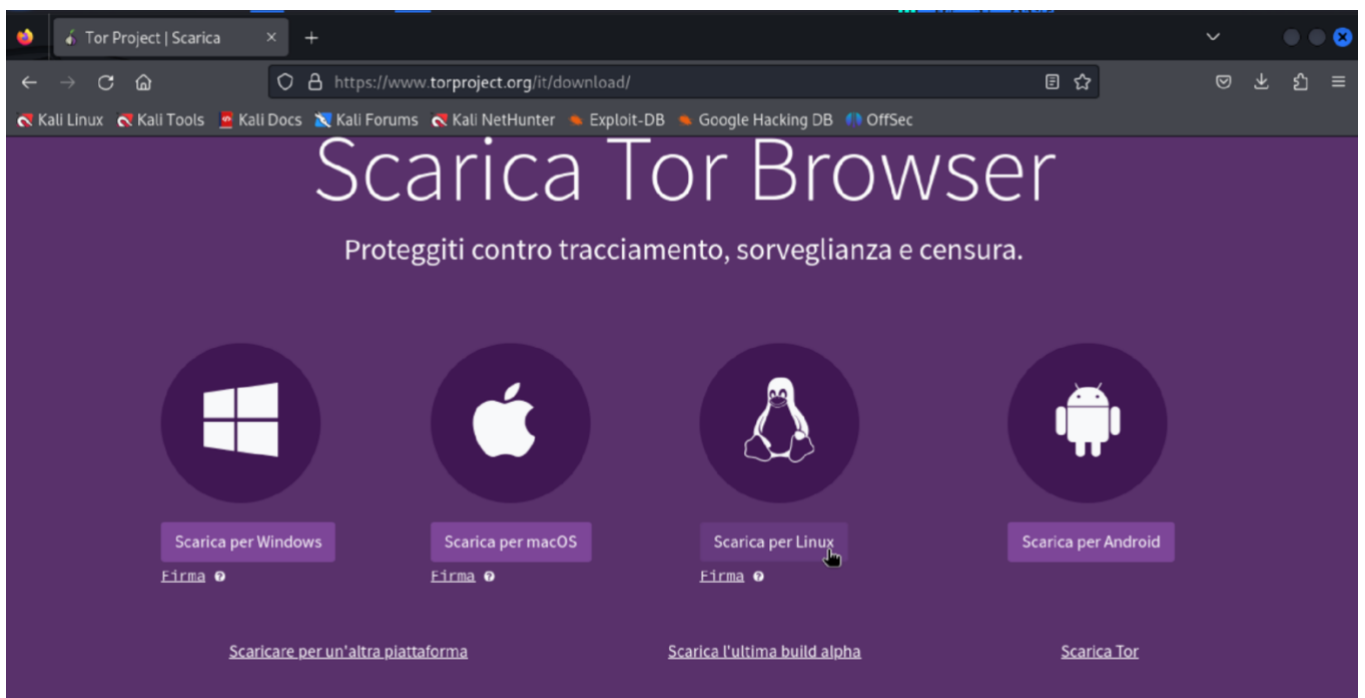 Tor Project | Scarica
https://www.torproject.org/it/download/
Kali Linux Kali Tools Kali Docs Kali Forums Kali NetHunter Exploit-DB Google Hacking DB OffSec
Scarica Tor Browser
Proteggiti contro tracciamento, sorveglianza e censura.
Scarica per Windows Scarica per macOS Scarica per Linux Scarica per Android
Firma ? Firma ? Firma ?
Scaricare per un'altra piattaforma Scarica l'ultima build alpha Scarica Tor